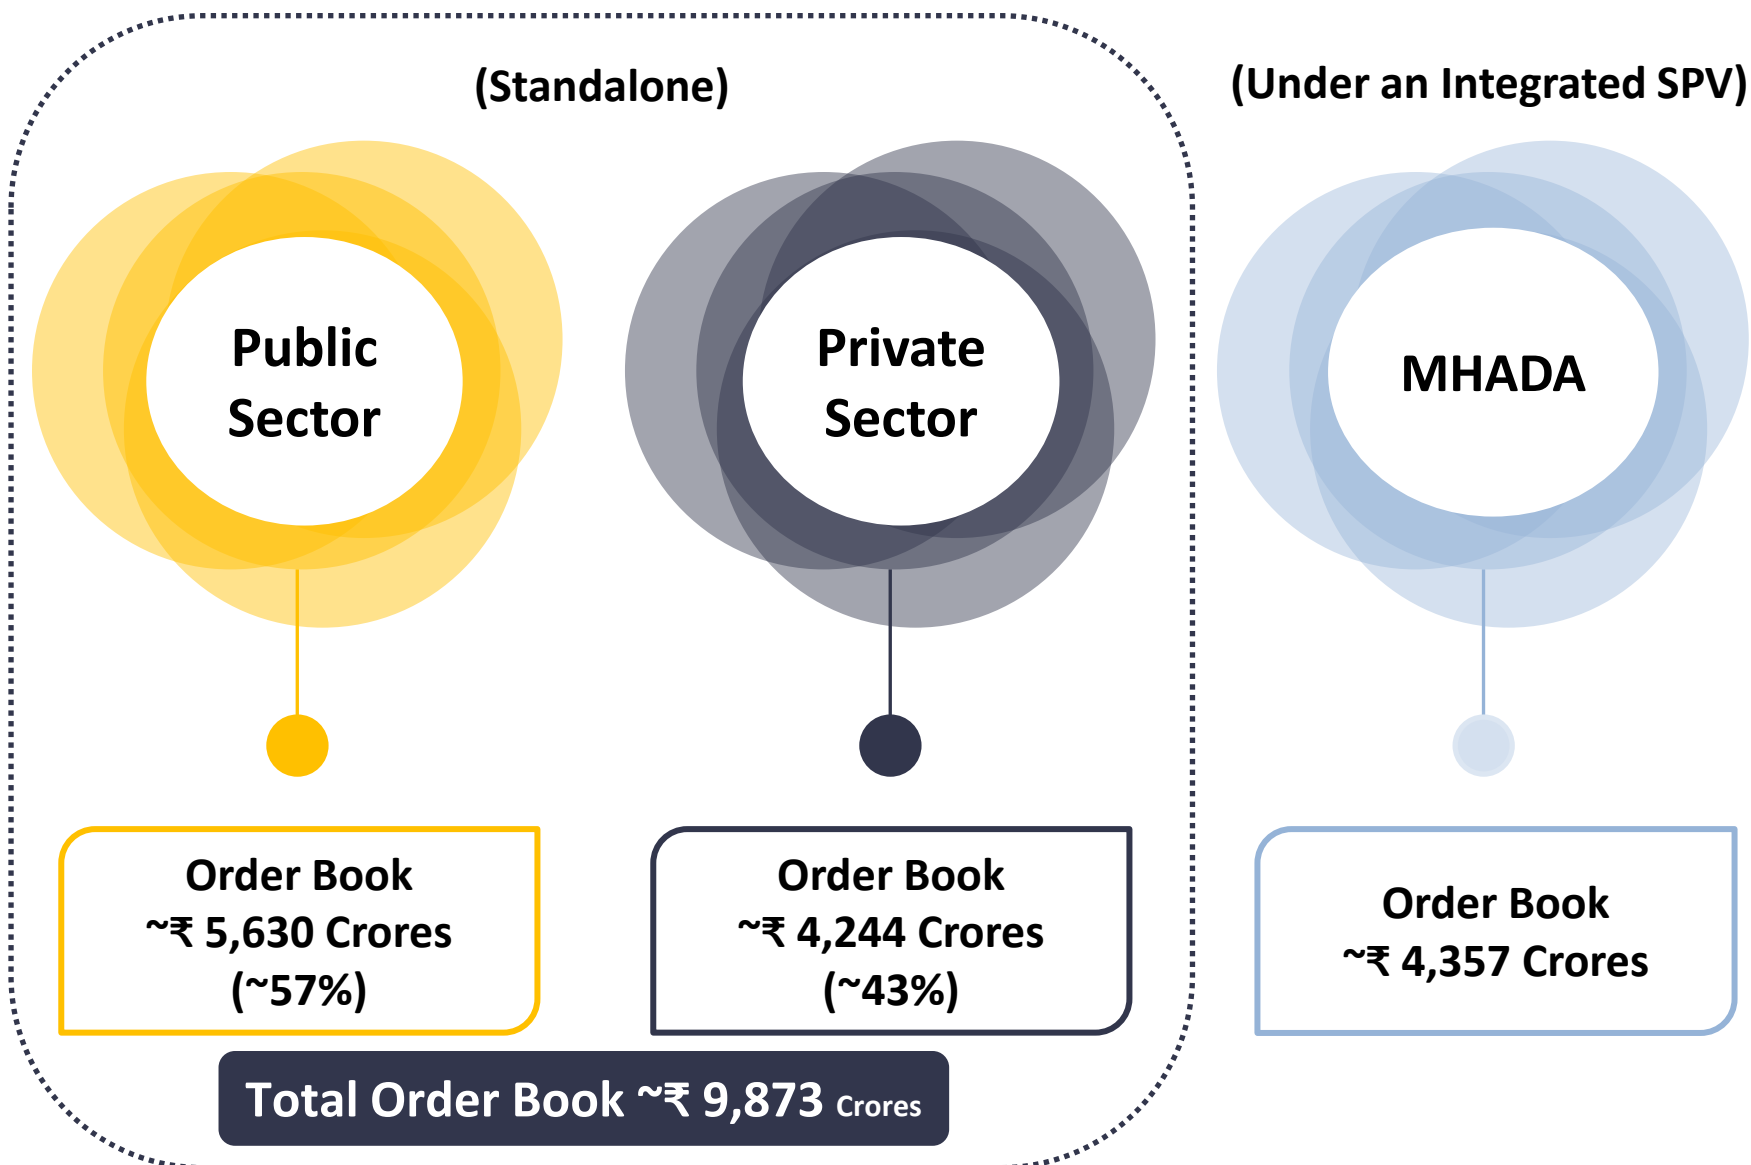 (Standalone)
(Under an Integrated SPV)
Public
Sector
Private
Sector
MHADA
Order Book
~₹ 5,630 Crores
(~57%)
Order Book
~₹ 4,244 Crores
(~43%)
Order Book
~₹ 4,357 Crores
Total Order Book ~₹ 9,873 Crores